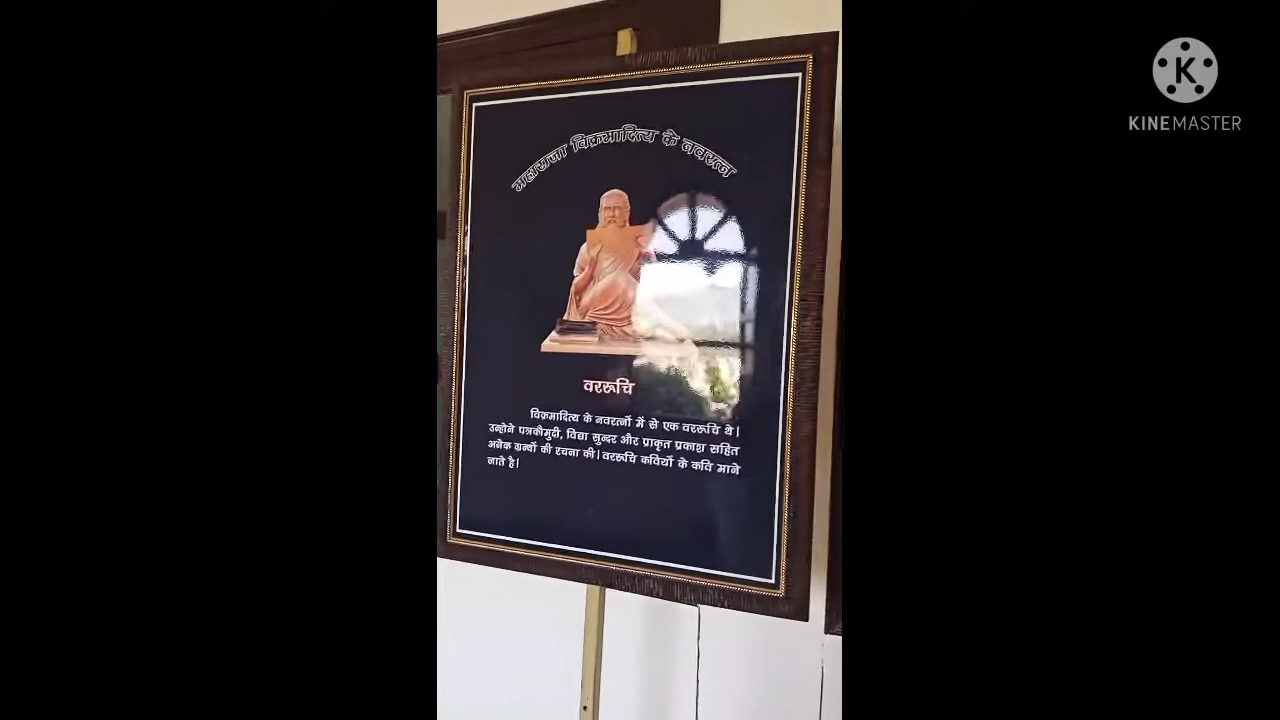 महाराजा विक्रमादित्य के नवरत्न
वररूचि
विक्रमादित्य के नवरत्नों में से एक वररूचि थे।
उन्होने पत्रकौमुदी, विद्या सुन्दर और प्राकृत प्रकाश सहित
अनेक ग्रन्थों की रचना की। वररूचि कवियों के कवि माने
जाते है।
KINEMASTER